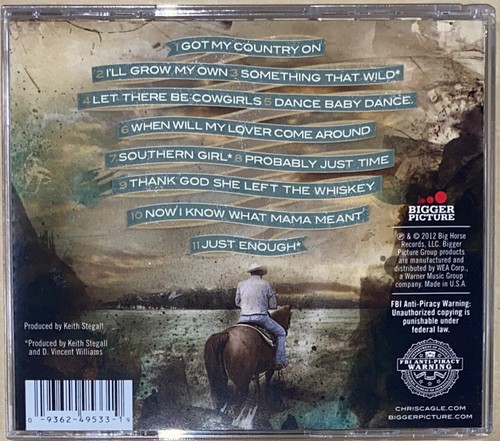 1 GOT MY COUNTRY ON
2 I'LL GROW MY OWN 3 SOMETHING THAT WILD*
4 LET THERE BE COWGIRLS 5 DANCE BABY DANCE.
6 WHEN WILL MY LOVER COME AROUND
7 SOUTHERN GIRL* 8 PROBABLY JUST TIME
9 THANK GOD SHE LEFT THE WHISKEY
10 NOW I KNOW WHAT MAMA MEANT
11 JUST ENOUGH*
BIGGER
PICTURE
℗ & © 2012 Big Horse
Records, LLC. Bigger
Picture Group products
are manufactured and
distributed by WEA Corp.,
a Warner Music Group
company. Made in U.S.A.
FBI Anti-Piracy Warning:
Unauthorized copying is
punishable under
federal law.
FBI ANTI-PIRACY
WARNING
CHRISCAGLE.COM
BIGGERPICTURE.COM
Produced by Keith Stegall
*Produced by Keith Stegall
and D. Vincent Williams
0 09362-49533-1 9